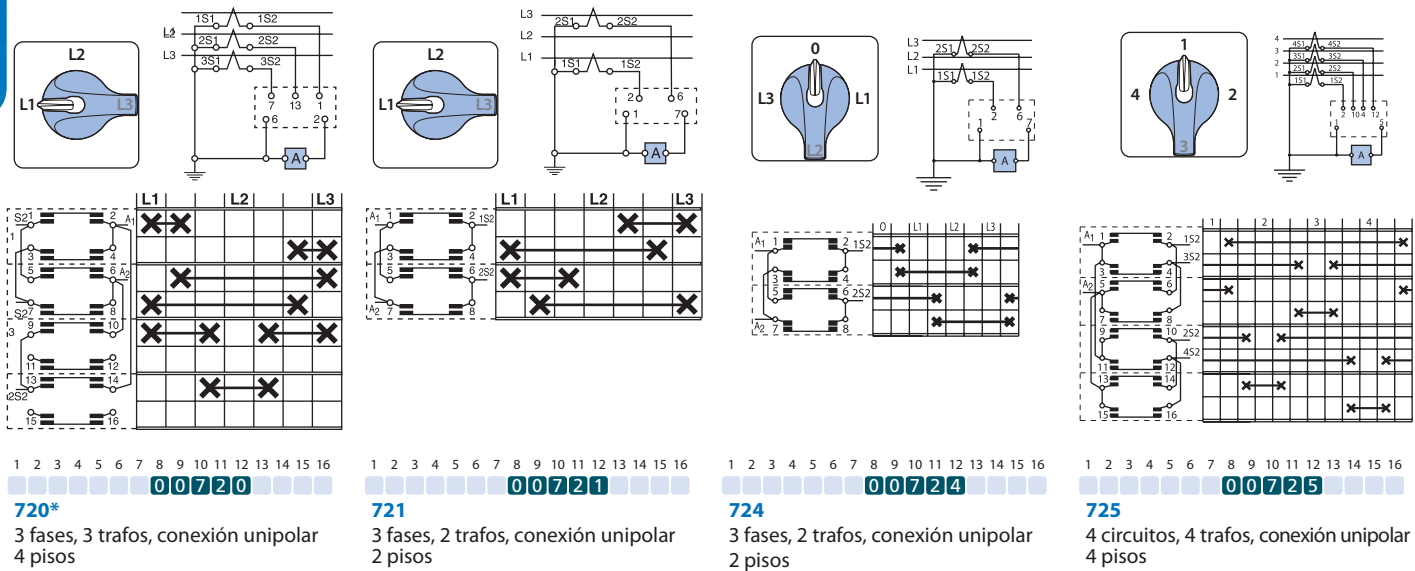 L2
L1
L3
L1
L2
L3
1S1 1S2
2S1 2S2
3S1 3S2
7 13 1
6 2
A
L1 L2 L3
S2 1 2 A1
1
3 4
5 6 A2
S2 7 8
3 9 10
11 12
2S2 13 14
15 16
1 2 3 4 5 6 7 8 9 10 11 12 13 14 15 16
0 0 7 2 0
720*
3 fases, 3 trafos, conexión unipolar
4 pisos
L2
L1
L3
L3
L2
L1
2S1 2S2
1S1 1S2
2 6
1 7
A
L1 L2 L3
A1 1 2 1S2
3 4
5 6 2S2
A2 7 8
1 2 3 4 5 6 7 8 9 10 11 12 13 14 15 16
0 0 7 2 1
721
3 fases, 2 trafos, conexión unipolar
2 pisos
0
L3 L1
L2
L3
L2
L1
2S1 2S2
1S1 1S2
2 6
1 7
A
0 L1 L2 L3
A1 1 2 1S2
3 4
5 6 2S2
A2 7 8
1 2 3 4 5 6 7 8 9 10 11 12 13 14 15 16
0 0 7 2 4
724
3 fases, 2 trafos, conexión unipolar
2 pisos
1
4 2
3
4
3
2
1
4S1 4S2
3S1 3S2
2S1 2S2
1S1 1S2
2 10 4 12
1 5
A
1 2 3 4
A1 1 2 1S2
3 4 3S2
A2 5 6
7 8
9 10 2S2
11 12 4S2
13 14
15 16
1 2 3 4 5 6 7 8 9 10 11 12 13 14 15 16
0 0 7 2 5
725
4 circuitos, 4 trafos, conexión unipolar
4 pisos